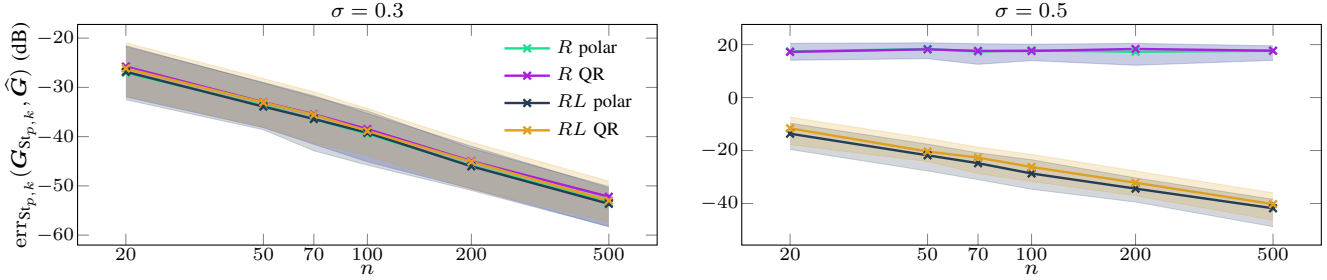 σ = 0.3
err_{St_{p,k}}(G_{St_{p,k}}, Ĝ) (dB)
−20
−30
−40
−50
−60
R polar
R QR
RL polar
RL QR
20 50 70 100 200 500
n
σ = 0.5
20
0
−20
−40
20 50 70 100 200 500
n